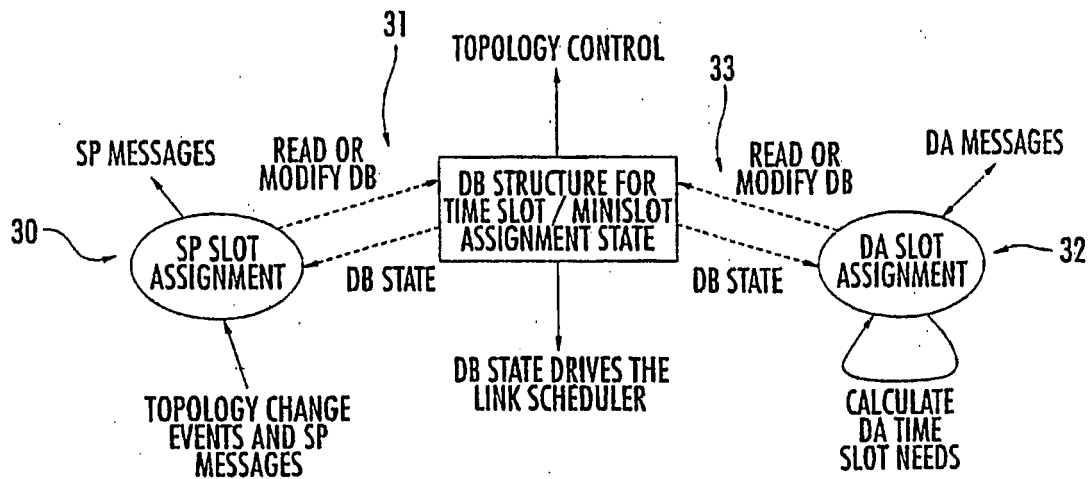 31
TOPOLOGY CONTROL
33
SP MESSAGES
READ OR
MODIFY DB
READ OR
MODIFY DB
DA MESSAGES
30
SP SLOT
ASSIGNMENT
DB STRUCTURE FOR
TIME SLOT / MINISLOT
ASSIGNMENT STATE
DA SLOT
ASSIGNMENT
32
DB STATE
DB STATE
TOPOLOGY CHANGE
EVENTS AND SP
MESSAGES
DB STATE DRIVES THE
LINK SCHEDULER
CALCULATE
DA TIME
SLOT NEEDS